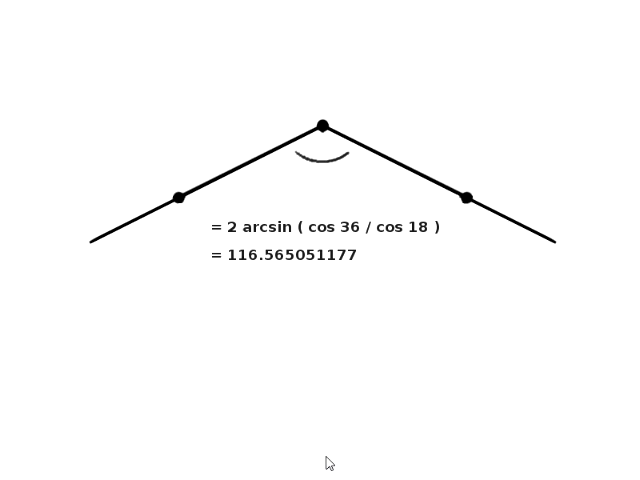 = 2 arcsin ( cos 36 / cos 18 )
= 116.565051177